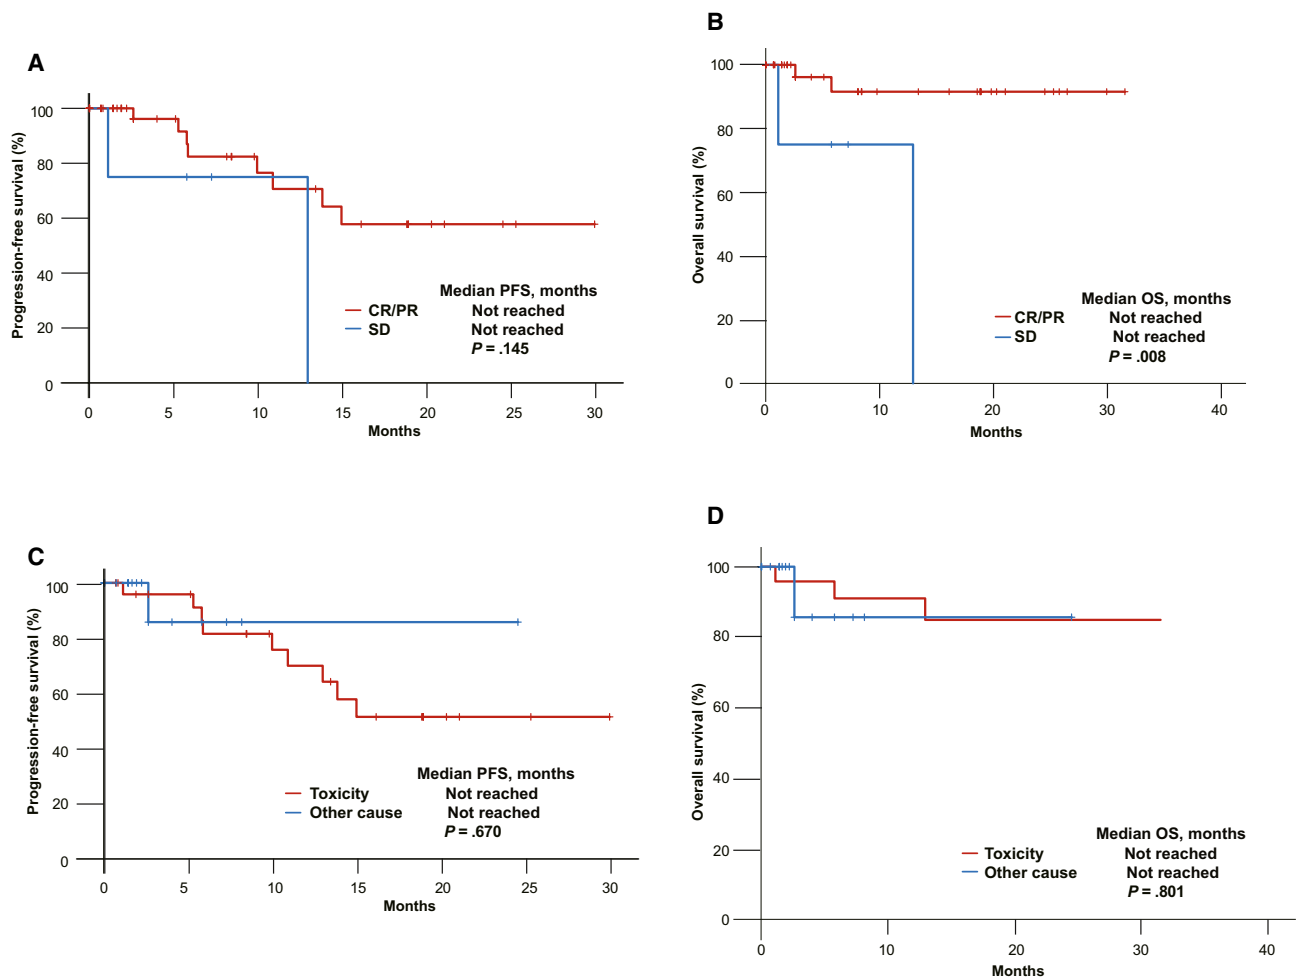 A
Progression-free survival (%)
100
80
60
40
20
0
Median PFS, months
CR/PR Not reached
SD Not reached
P = .145
0 5 10 15 20 25 30
Months
B
Overall survival (%)
100
80
60
40
20
0
Median OS, months
CR/PR Not reached
SD Not reached
P = .008
0 10 20 30 40
Months
C
Progression-free survival (%)
100
80
60
40
20
0
Median PFS, months
Toxicity Not reached
Other cause Not reached
P = .670
0 5 10 15 20 25 30
Months
D
Overall survival (%)
100
80
60
40
20
0
Median OS, months
Toxicity Not reached
Other cause Not reached
P = .801
0 10 20 30 40
Months